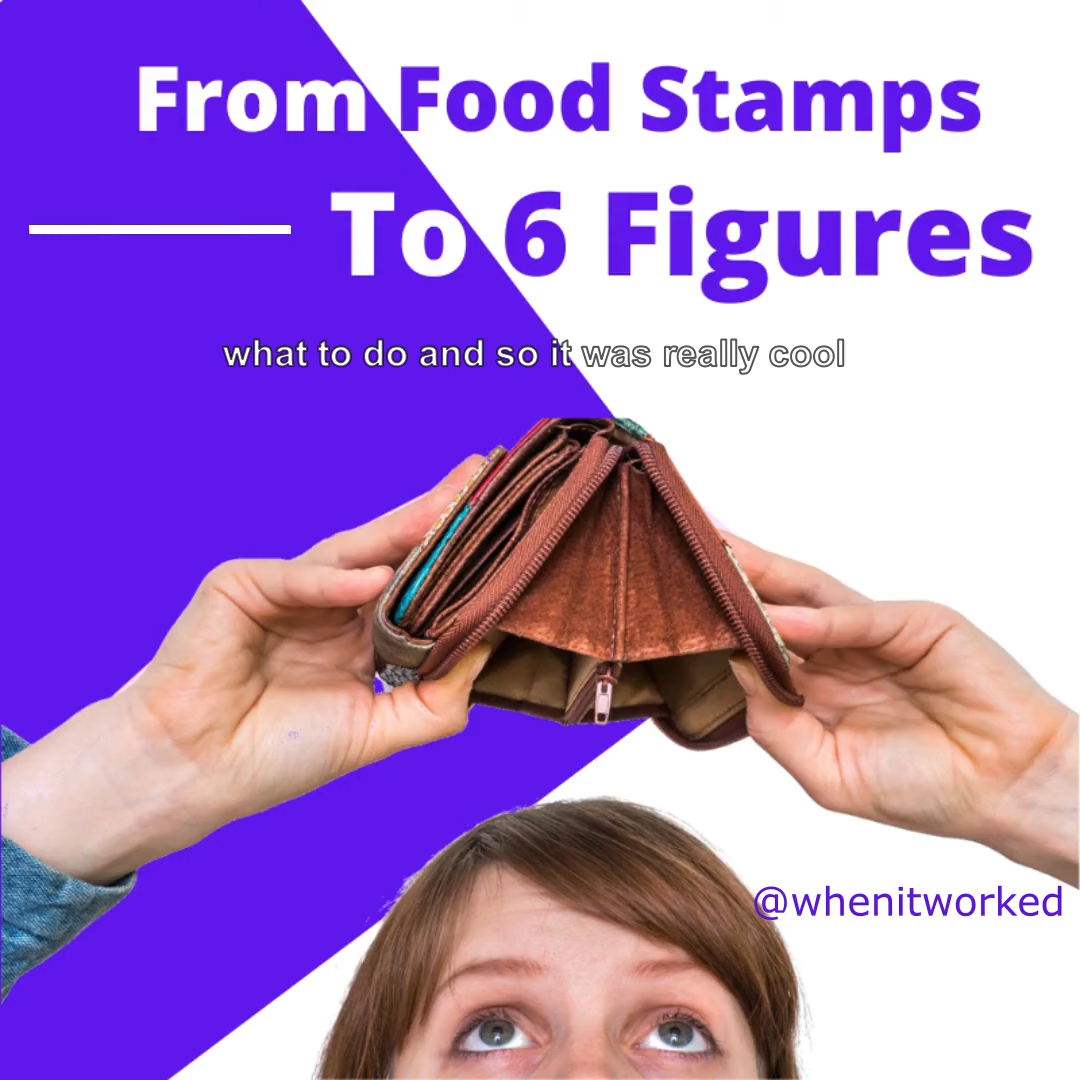 From Food Stamps
To 6 Figures
what to do and so it was really cool
@whenitworked